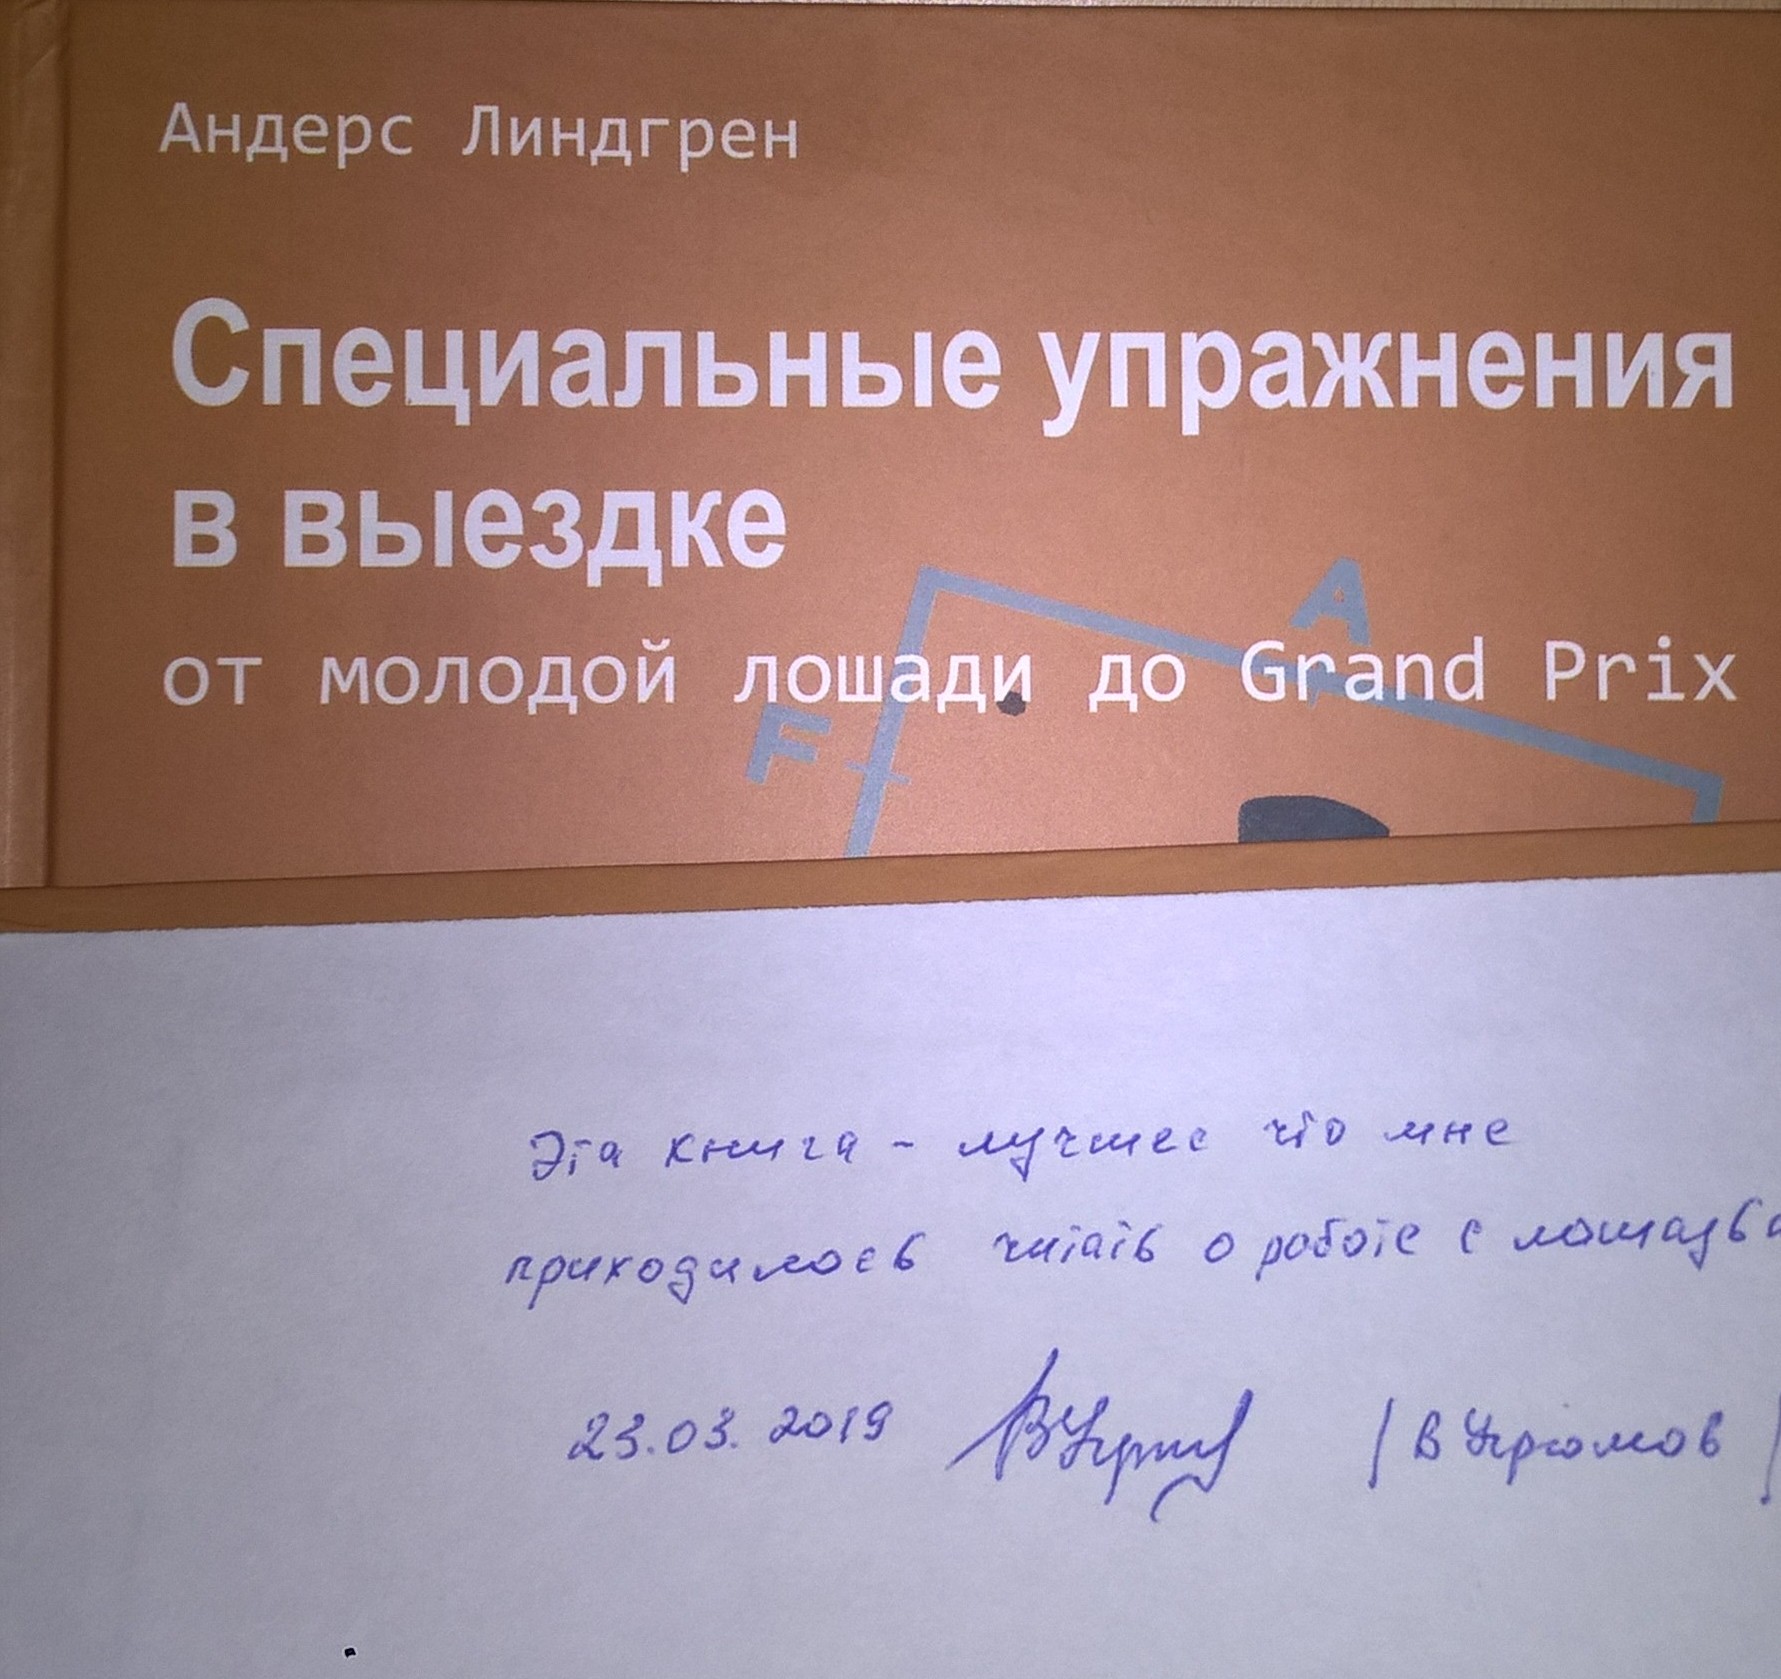 Андерс Линдгрен
Специальные упражнения
в выездке
A
от молодой лошади до Grand Prix
F
Эта книга - лучшее что мне
приходилось читать о работе с
23.03.2019